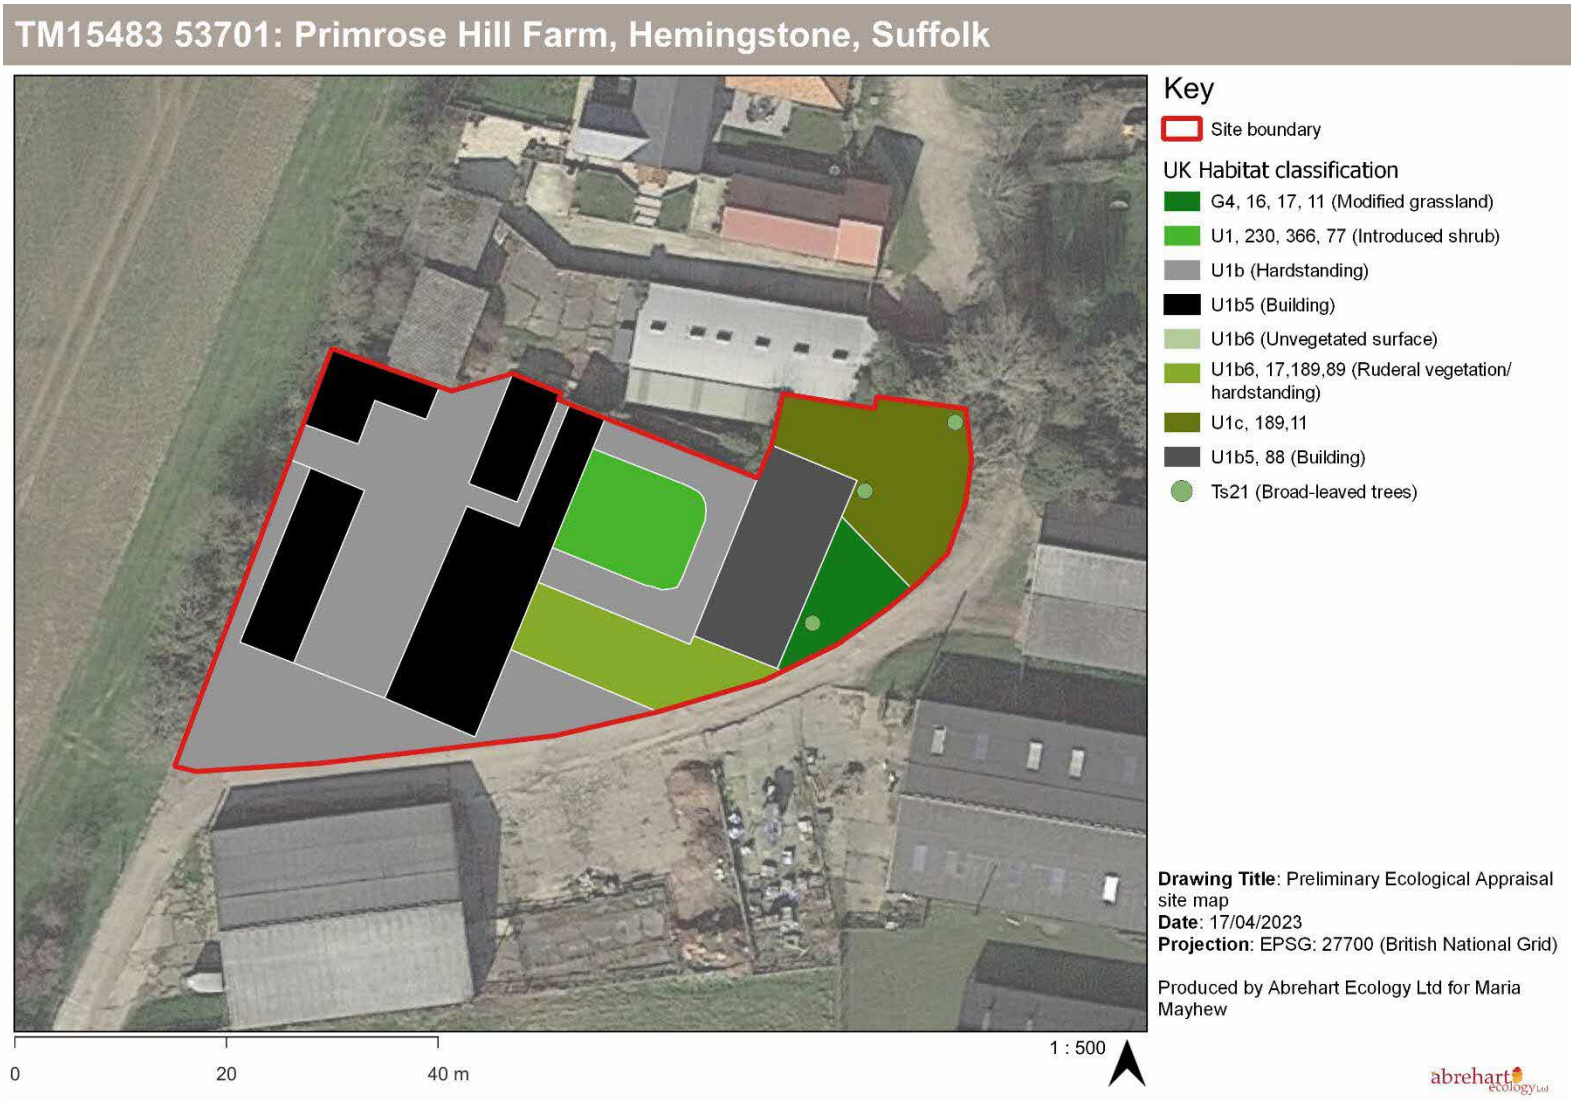 TM15483 53701: Primrose Hill Farm, Hemingstone, Suffolk
Key
Site boundary
UK Habitat classification
G4, 16, 17, 11 (Modified grassland)
U1, 230, 366, 77 (Introduced shrub)
U1b (Hardstanding)
U1b5 (Building)
U1b6 (Unvegetated surface)
U1b6, 17,189,89 (Ruderal vegetation/
hardstanding)
U1c, 189,11
U1b5, 88 (Building)
Ts21 (Broad-leaved trees)
Drawing Title: Preliminary Ecological Appraisal
site map
Date: 17/04/2023
Projection: EPSG: 27700 (British National Grid)
Produced by Abrehart Ecology Ltd for Maria
Mayhew
1 : 500
0 20 40 m
abrehart
ecology Ltd